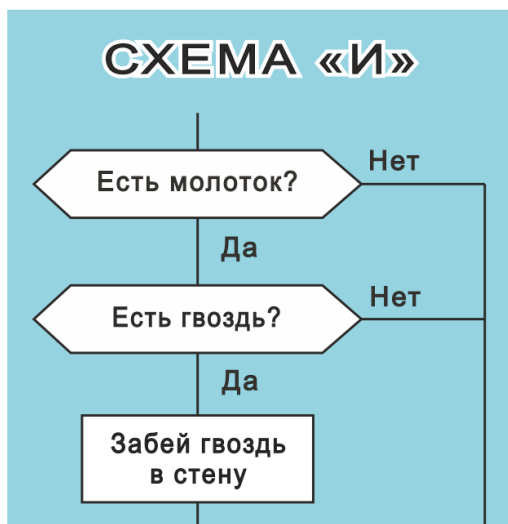 СХЕМА «И»
Есть молоток?
Нет
Да
Есть гвоздь?
Нет
Да
Забей гвоздь
в стену